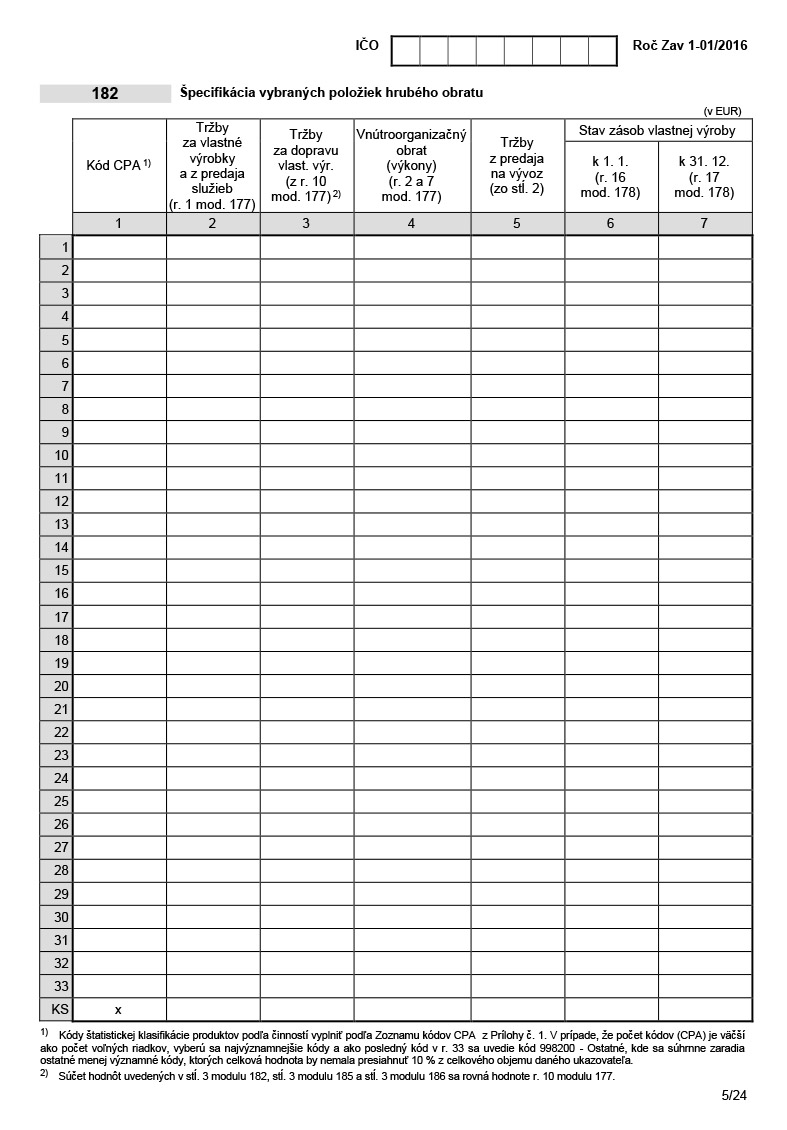 IČO
Roč Zav 1-01/2016
182
Špecifikácia vybraných položiek hrubého obratu
(v EUR)
Kód CPA 1)
Tržby
za vlastné
výrobky
a z predaja
služieb
(r. 1 mod. 177)
Tržby
za dopravu
vlast. výr.
(z r. 10
mod. 177) 2)
Vnútroorganizačný
obrat
(výkony)
(r. 2 a 7
mod. 177)
Tržby
z predaja
na vývoz
(zo stĺ. 2)
Stav zásob vlastnej výroby
k 1. 1.
(r. 16
mod. 178)
k 31. 12.
(r. 17
mod. 178)
1 2 3 4 5 6 7
1
2
3
4
5
6
7
8
9
10
11
12
13
14
15
16
17
18
19
20
21
22
23
24
25
26
27
28
29
30
31
32
33
KS x
1) Kódy štatistickej klasifikácie produktov podľa činností vyplniť podľa Zoznamu kódov CPA z Prílohy č. 1. V prípade, že počet kódov (CPA) je väčší
ako počet voľných riadkov, vyberú sa najvýznamnejšie kódy a ako posledný kód v r. 33 sa uvedie kód 998200 - Ostatné, kde sa súhrnne zaradia
ostatné menej významné kódy, ktorých celková hodnota by nemala presiahnuť 10 % z celkového objemu daného ukazovateľa.
2) Súčet hodnôt uvedených v stĺ. 3 modulu 182, stĺ. 3 modulu 185 a stĺ. 3 modulu 186 sa rovná hodnote r. 10 modulu 177.
5/24